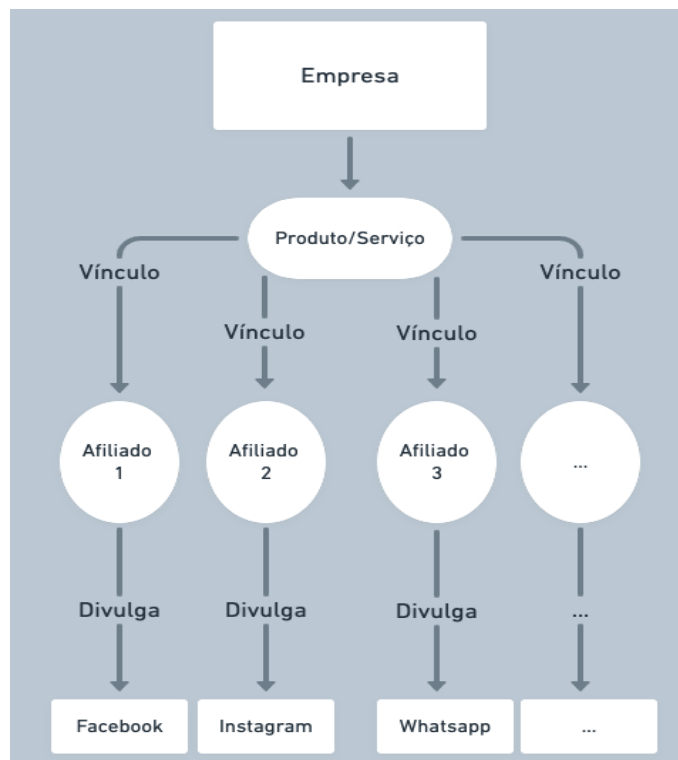 Empresa
Produto/Serviço
Vínculo
Vínculo
Vínculo
Vínculo
Afiliado
1
Afiliado
2
Afiliado
3
...
Divulga
Divulga
Divulga
...
Facebook
Instagram
Whatsapp
...